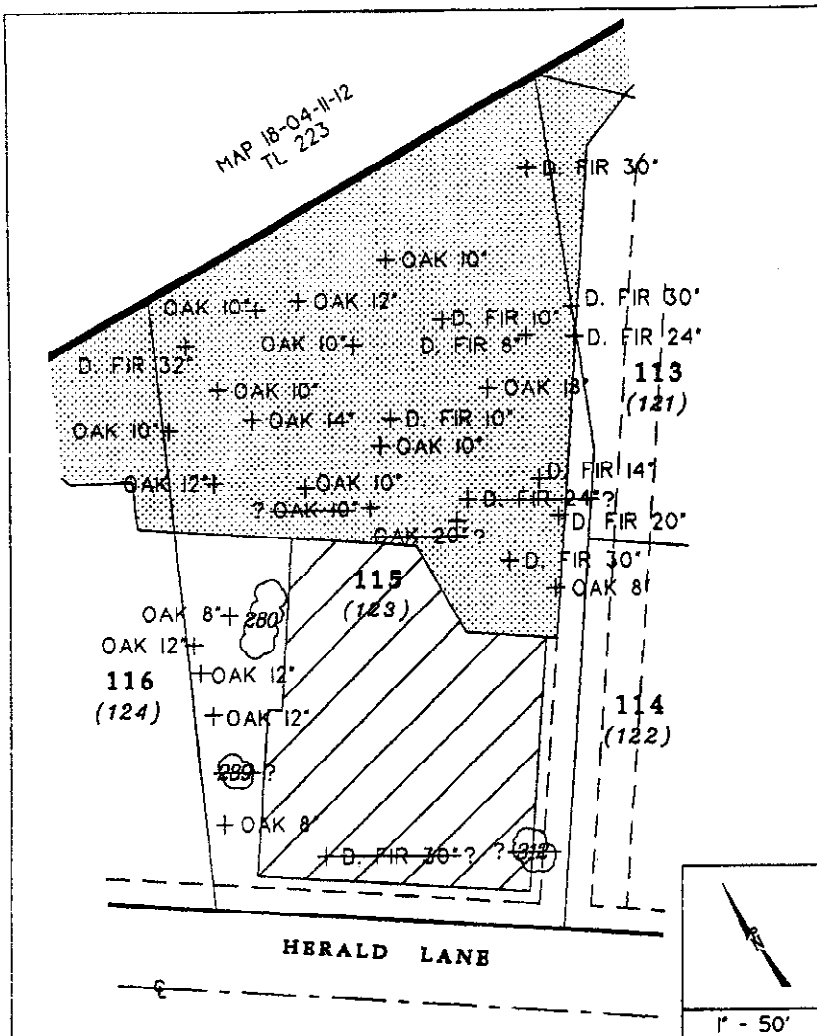 MAP 18-04-11-12
TL 223
D. FIR 30"
OAK 10"
OAK 10"
OAK 12"
D. FIR 30"
D. FIR 10"
D. FIR 24"
OAK 10"
D. FIR 8"
D. FIR 32"
113
(121)
OAK 10"
OAK 18"
OAK 14"
D. FIR 10"
OAK 10"
OAK 10"
D. FIR 14"
OAK 12"
OAK 10"
D. FIR 24"?
? OAK 10"
D. FIR 20"
OAK 20"?
D. FIR 30"
115
(123)
OAK 8"
OAK 8"
280
OAK 12"
OAK 12"
116
(124)
OAK 12"
114
(122)
289 ?
OAK 8"
D. FIR 30" ?
? 312
HERALD LANE
N
1" - 50'